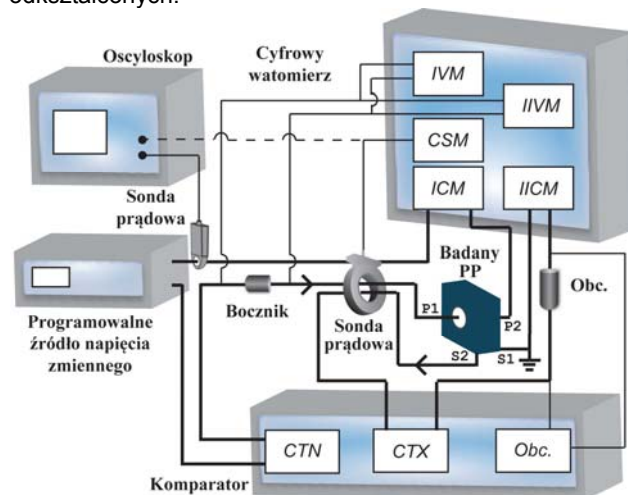 odkształconych.
Oscyloskop
Cyfrowy
watomierz
IVM
IIVM
CSM
ICM
IICM
Sonda
prądowa
Badany
PP
Obc.
Programowalne
źródło napięcia
zmiennego
Bocznik
Sonda
prądowa
P1
P2
S2
S1
CTN
CTX
Obc.
Komparator